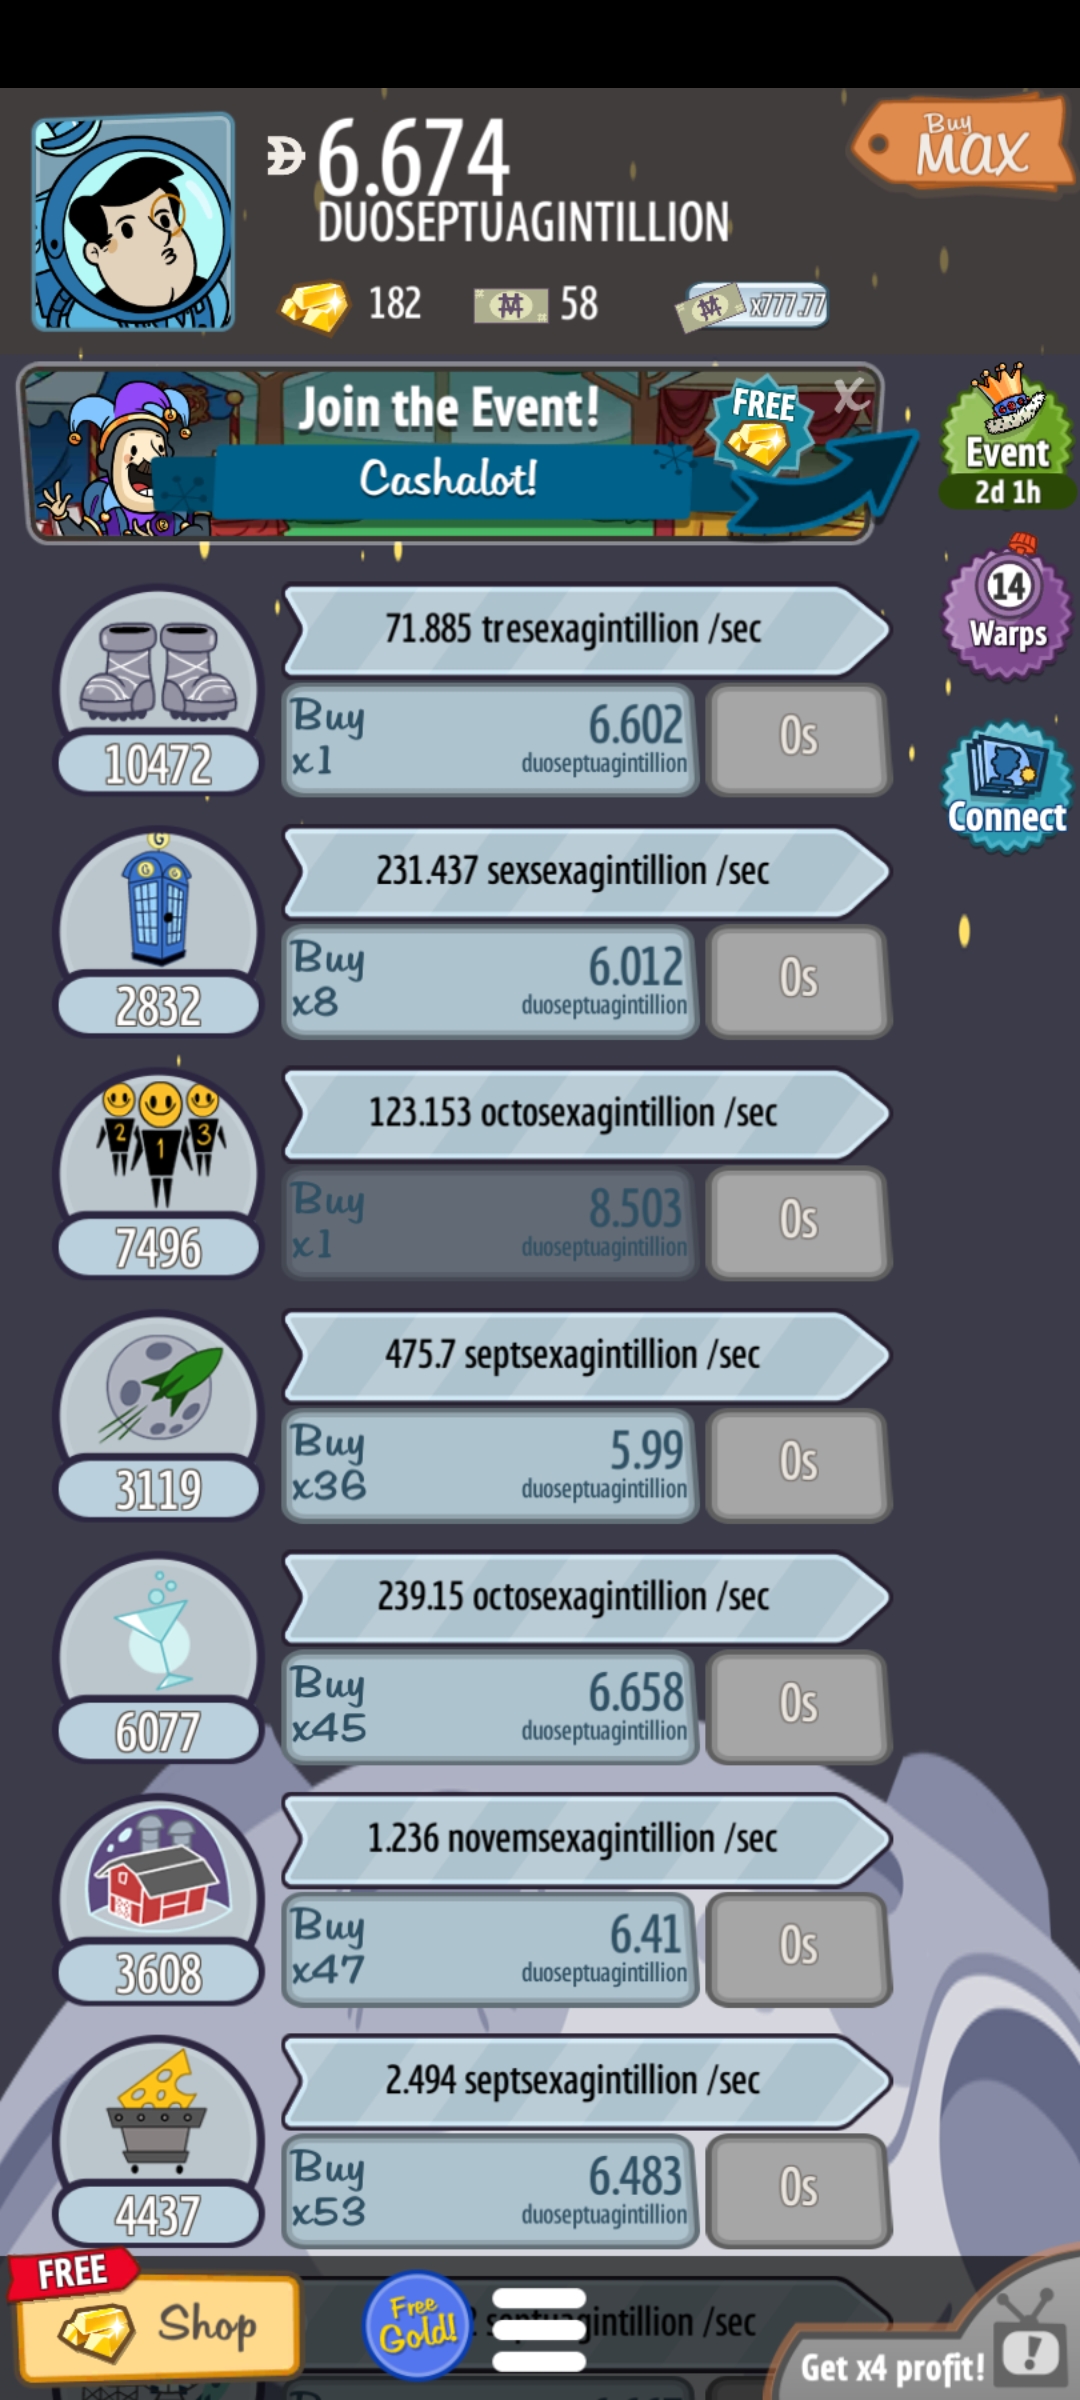 Buy
MAX
6.674
DUOSEPTUAGINTILLION
182
58
x777.77
Join the Event!
FREE
X
Cashalot!
Event
2d 1h
14
Warps
Connect
71.885 tresexagintillion /sec
Buy
x1
6.602
duoseptuagintillion
0s
10472
G
G
G
231.437 sexsexagintillion /sec
Buy
x8
6.012
duoseptuagintillion
0s
2832
2
1
3
123.153 octosexagintillion /sec
Buy
x1
8.503
duoseptuagintillion
0s
7496
475.7 septsexagintillion /sec
Buy
x36
5.99
duoseptuagintillion
0s
3119
239.15 octosexagintillion /sec
Buy
x45
6.658
duoseptuagintillion
0s
6077
1.236 novemsexagintillion /sec
Buy
x47
6.41
duoseptuagintillion
0s
3608
2.494 septsexagintillion /sec
Buy
x53
6.483
duoseptuagintillion
0s
4437
FREE
Shop
Free
Gold!
/sec
Get x4 profit!
!